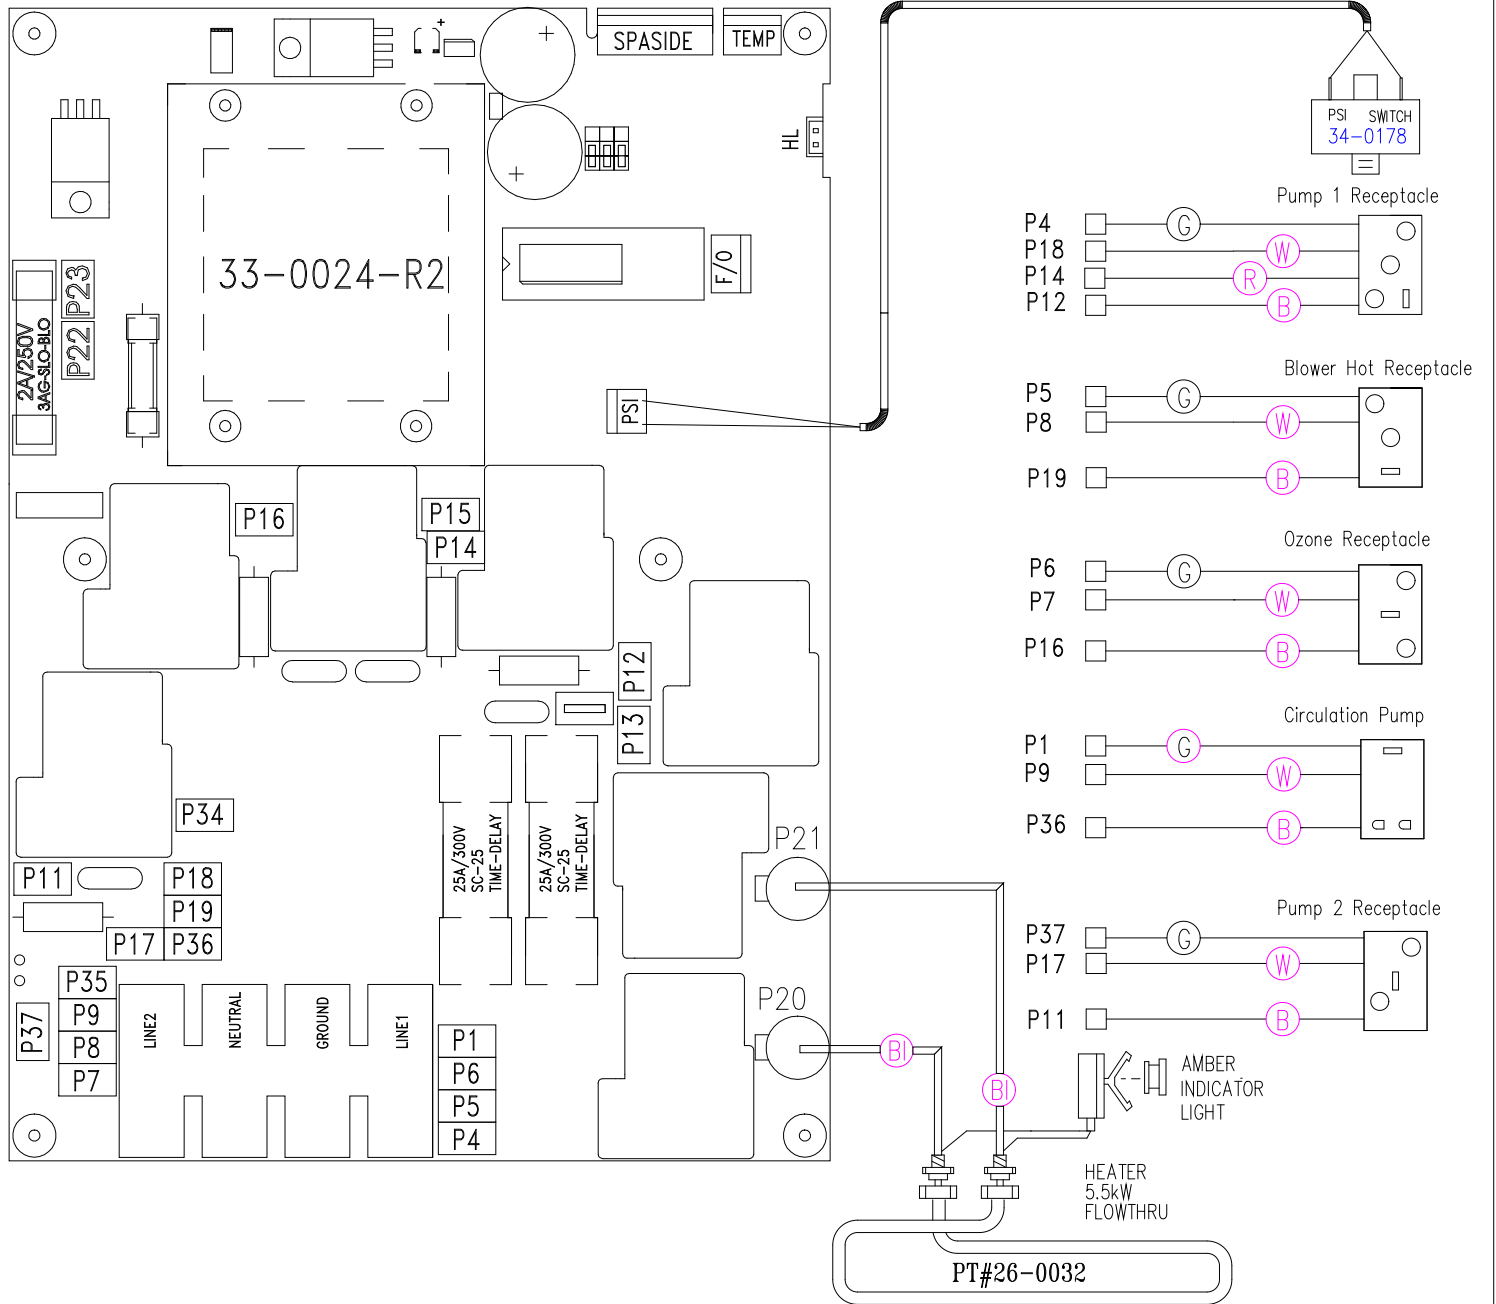 SPASIDE
TEMP
+
+
+
HL
PSI SWITCH
34-0178
33-0024-R2
F/O
P23
P22
2A/250V
3AG-SLO-BLO
PSI
Pump 1 Receptacle
P4 G
P18 W
P14 R
P12 B
Blower Hot Receptacle
P5 G
P8 W
P19 B
Ozone Receptacle
P6 G
P7 W
P16 B
Circulation Pump
P1 G
P9 W
P36 B
Pump 2 Receptacle
P37 G
P17 W
P11 B
P16
P15
P14
P12
P13
P34
25A/300V
SC-25
TIME-DELAY
25A/300V
SC-25
TIME-DELAY
P21
P11
P18
P19
P17
P36
P35
P9
P8
P7
P37
LINE2
NEUTRAL
GROUND
LINE1
P1
P6
P5
P4
P20
BI
BI
AMBER
INDICATOR
LIGHT
HEATER
5.5kW
FLOWTHRU
PT#26-0032